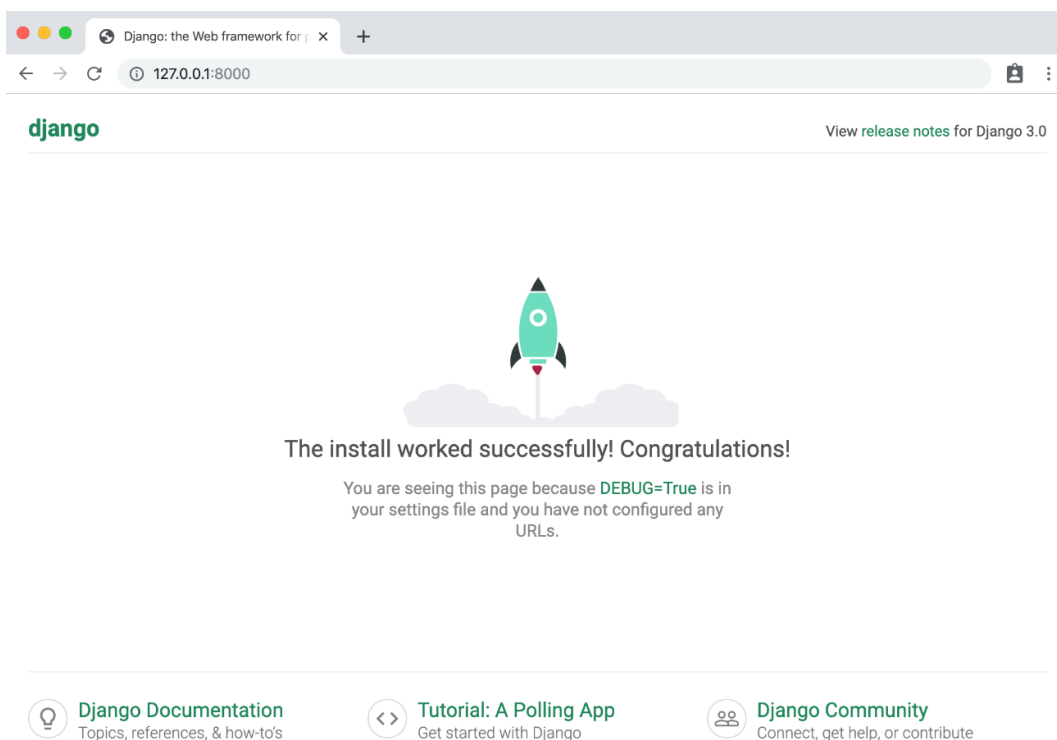 Django: the Web framework for p
127.0.0.1:8000
django
View release notes for Django 3.0
The install worked successfully! Congratulations!
You are seeing this page because DEBUG=True is in
your settings file and you have not configured any
URLs.
Django Documentation
Topics, references, & how-to's
Tutorial: A Polling App
Get started with Django
Django Community
Connect, get help, or contribute